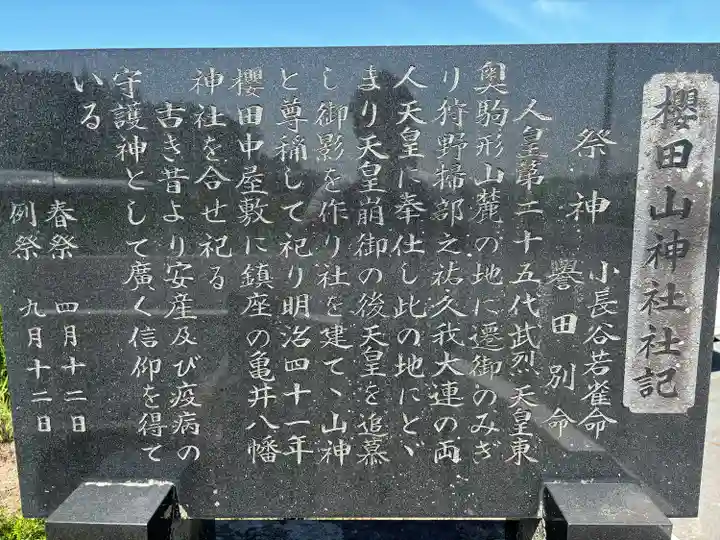 櫻田山神社社記
祭神 小長谷若雀命
譽田別命
人皇第二十五代武烈天皇東
奥駒形山麓の地に遷御のみぎ
り狩野掃部之祐久我大連の両
人天皇に奉仕し此の地にとゞ
まり天皇崩御の後天皇を追慕
し御影を作り社を建てゝ山神
と尊稱して祀り明治四十一年
櫻田中屋敷に鎮座の亀井八幡
神社を合せ祀る
古き昔より安産及び疫病の
守護神として廣く信仰を得て
いる
春祭 四月十二日
例祭 九月十二日